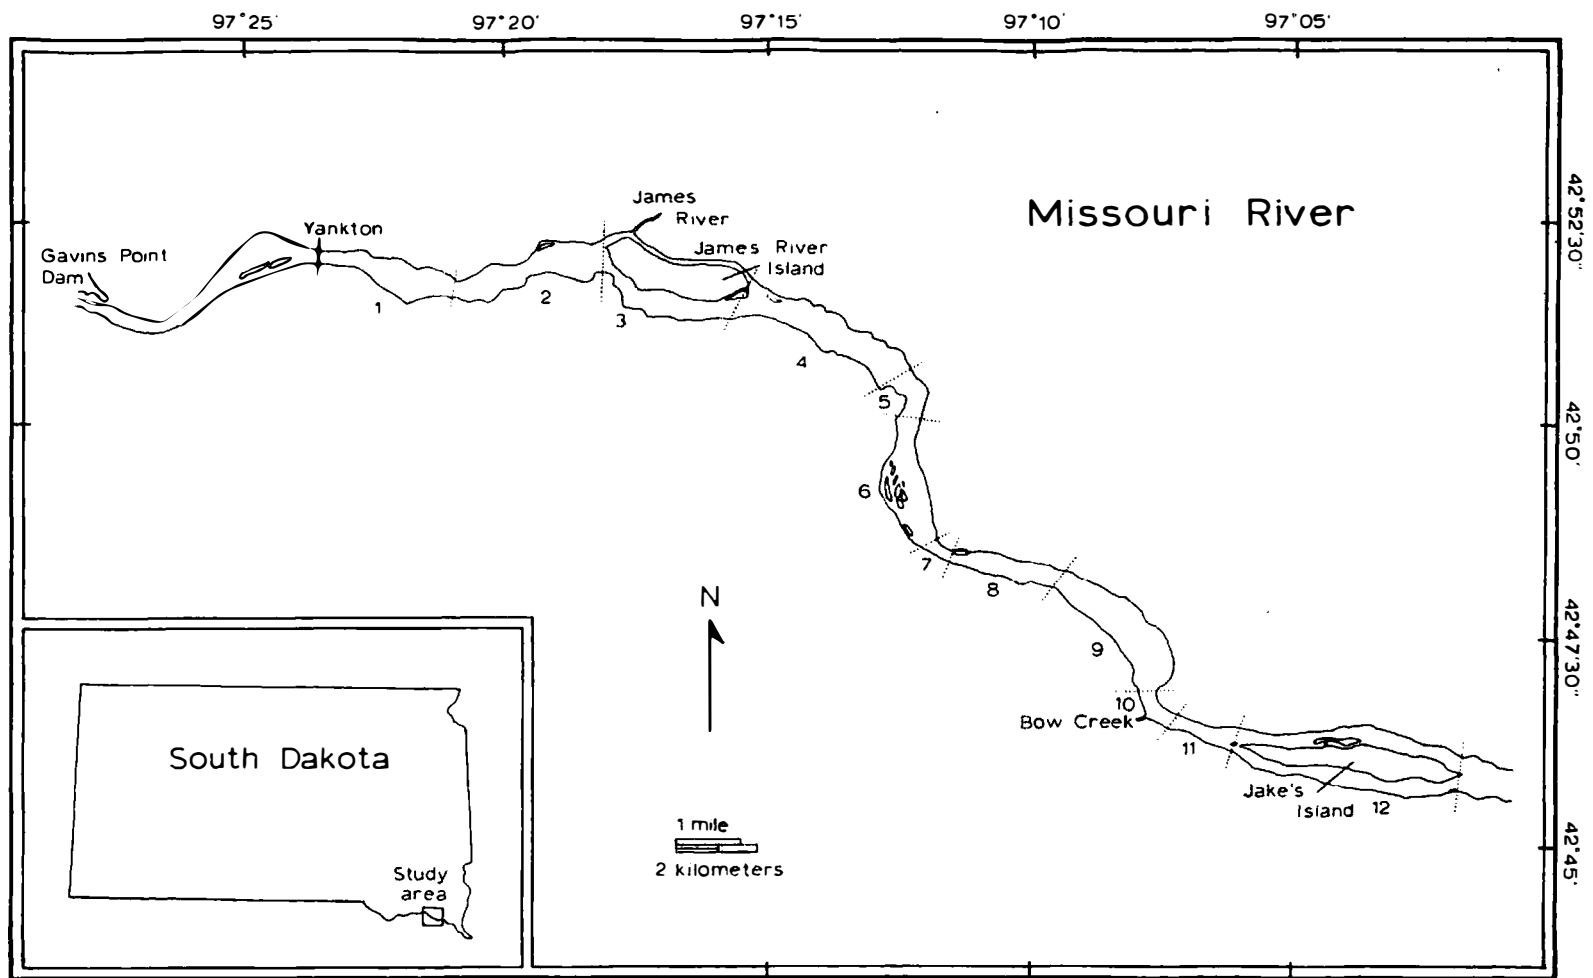 97°25'
97°20'
97°15'
97°10'
97°05'
James
River
Missouri River
42°52'30"
Yankton
James River
Island
Gavins Point
Dam
1
2
3
4
5
42°50'
6
7
8
N
9
42°47'30"
10
Bow Creek
11
South Dakota
Jake's
Island
12
1 mile
2 kilometers
42°45'
Study
area